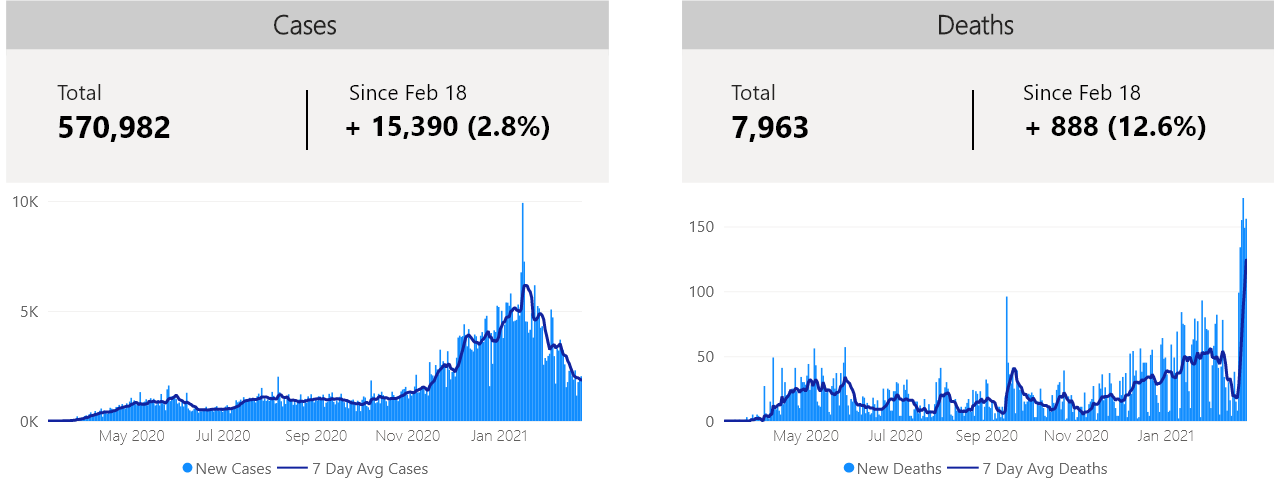 Cases
Total
Since Feb 18
570,982
+ 15,390 (2.8%)
10K
5K
0K
May 2020
Jul 2020
Sep 2020
Nov 2020
Jan 2021
New Cases
7 Day Avg Cases
Deaths
Total
Since Feb 18
7,963
+ 888 (12.6%)
150
100
50
0
May 2020
Jul 2020
Sep 2020
Nov 2020
Jan 2021
New Deaths
7 Day Avg Deaths